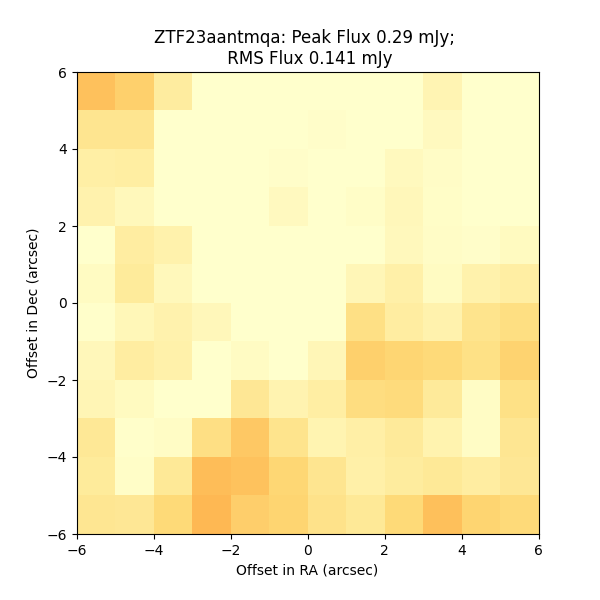 ZTF23aantmqa: Peak Flux 0.29 mJy;
RMS Flux 0.141 mJy
6
4
2
0
−2
−4
−6
Offset in Dec (arcsec)
−6 −4 −2 0 2 4 6
Offset in RA (arcsec)